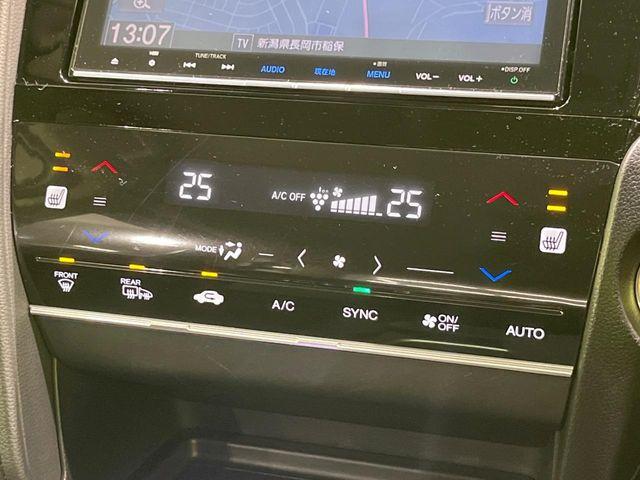 ボタン消
13:07
TV 新潟県長岡市稲保
TUNE/TRACK
AUDIO 現在地 MENU VOL− VOL+
DISP.OFF
25 A/C OFF 25
MODE
FRONT REAR
A/C SYNC ON/OFF AUTO